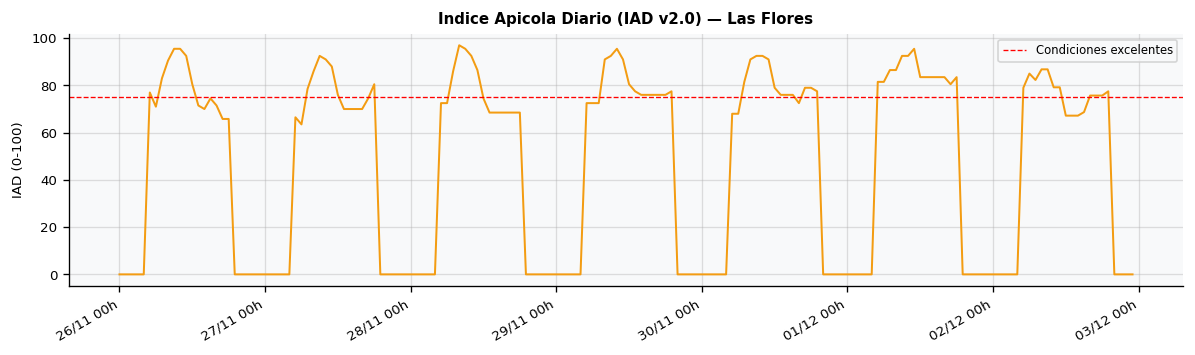 Indice Apicola Diario (IAD v2.0) — Las Flores
Condiciones excelentes
IAD (0-100)
100
80
60
40
20
0
26/11 00h
27/11 00h
28/11 00h
29/11 00h
30/11 00h
01/12 00h
02/12 00h
03/12 00h